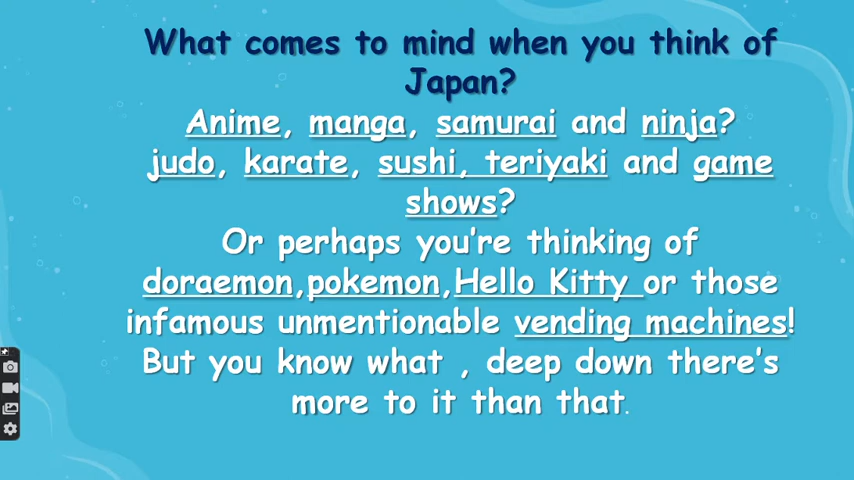 What comes to mind when you think of
Japan?
Anime, manga, samurai and ninja?
judo, karate, sushi, teriyaki and game
shows?
Or perhaps you're thinking of
doraemon,pokemon,Hello Kitty or those
infamous unmentionable vending machines!
But you know what , deep down there's
more to it than that.